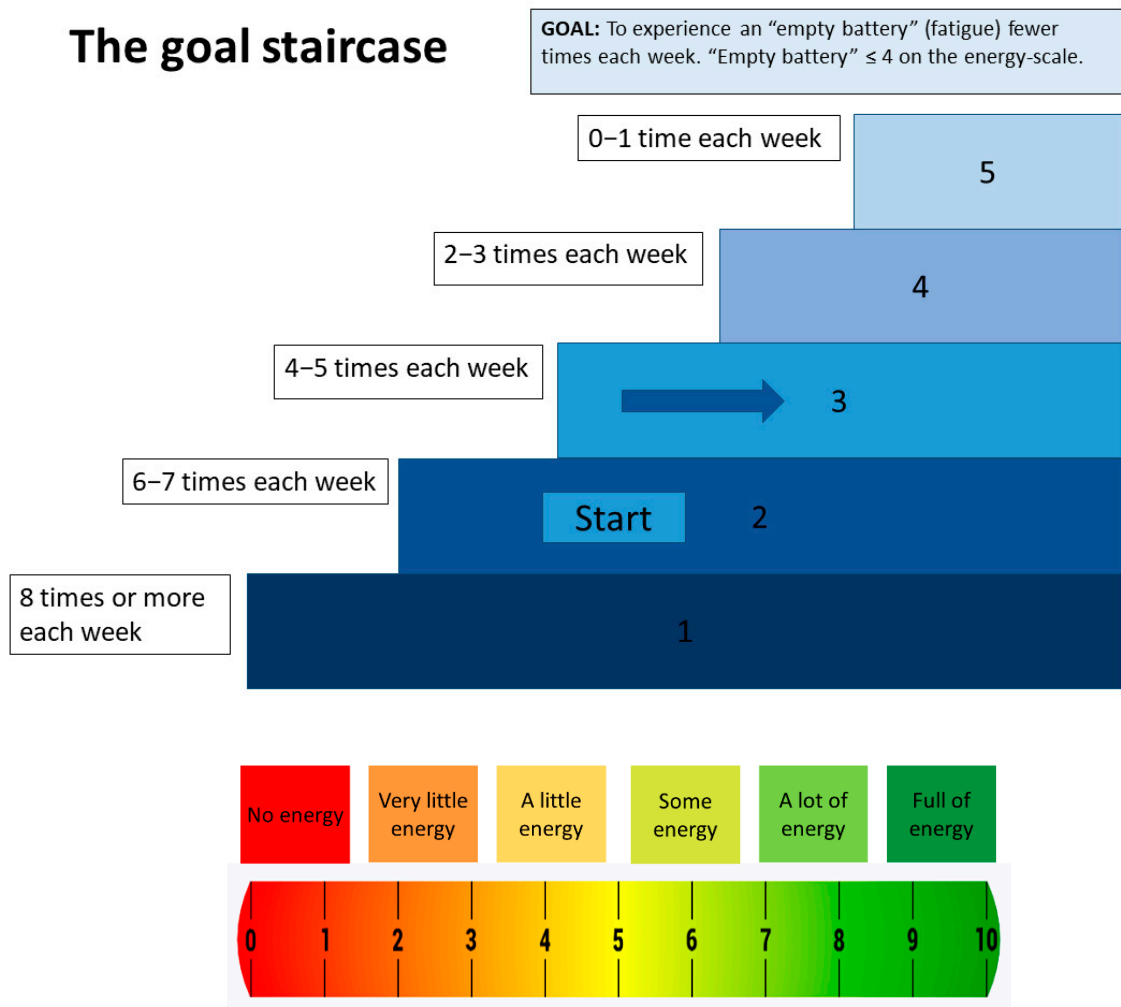 The goal staircase
GOAL: To experience an “empty battery” (fatigue) fewer
times each week. “Empty battery” ≤ 4 on the energy-scale.
0–1 time each week
5
2–3 times each week
4
4–5 times each week
3
6–7 times each week
Start
2
8 times or more
each week
1
No energy
Very little
energy
A little
energy
Some
energy
A lot of
energy
Full of
energy
0 1 2 3 4 5 6 7 8 9 10